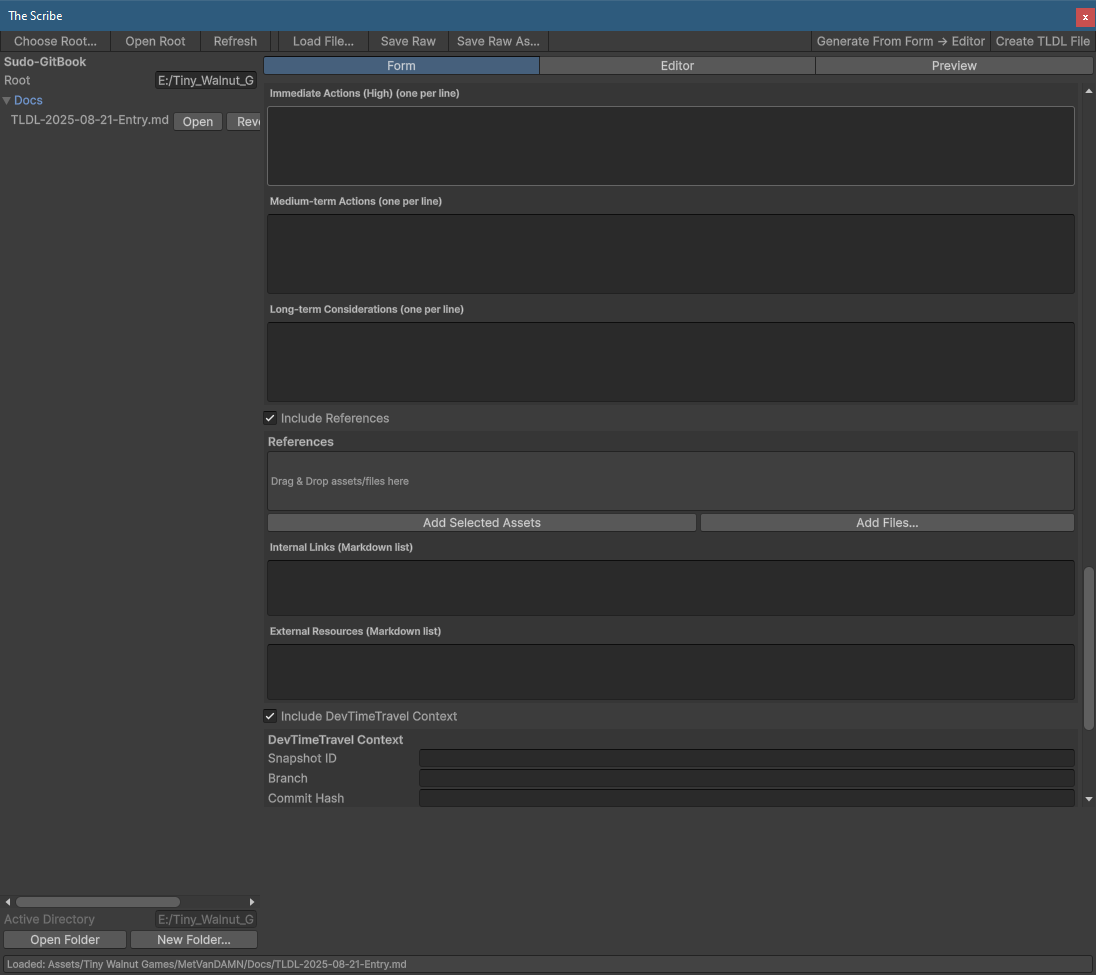 The Scribe
x
Choose Root... Open Root Refresh Load File... Save Raw Save Raw As... Generate From Form → Editor Create TLDL File
Sudo-GitBook
Root E:/Tiny_Walnut_G
Docs
TLDL-2025-08-21-Entry.md Open Reve
Form Editor Preview
Immediate Actions (High) (one per line)
Medium-term Actions (one per line)
Long-term Considerations (one per line)
Include References
References
Drag & Drop assets/files here
Add Selected Assets Add Files...
Internal Links (Markdown list)
External Resources (Markdown list)
Include DevTimeTravel Context
DevTimeTravel Context
Snapshot ID
Branch
Commit Hash
Active Directory E:/Tiny_Walnut_G
Open Folder New Folder...
Loaded: Assets/Tiny Walnut Games/MetVanDAMN/Docs/TLDL-2025-08-21-Entry.md